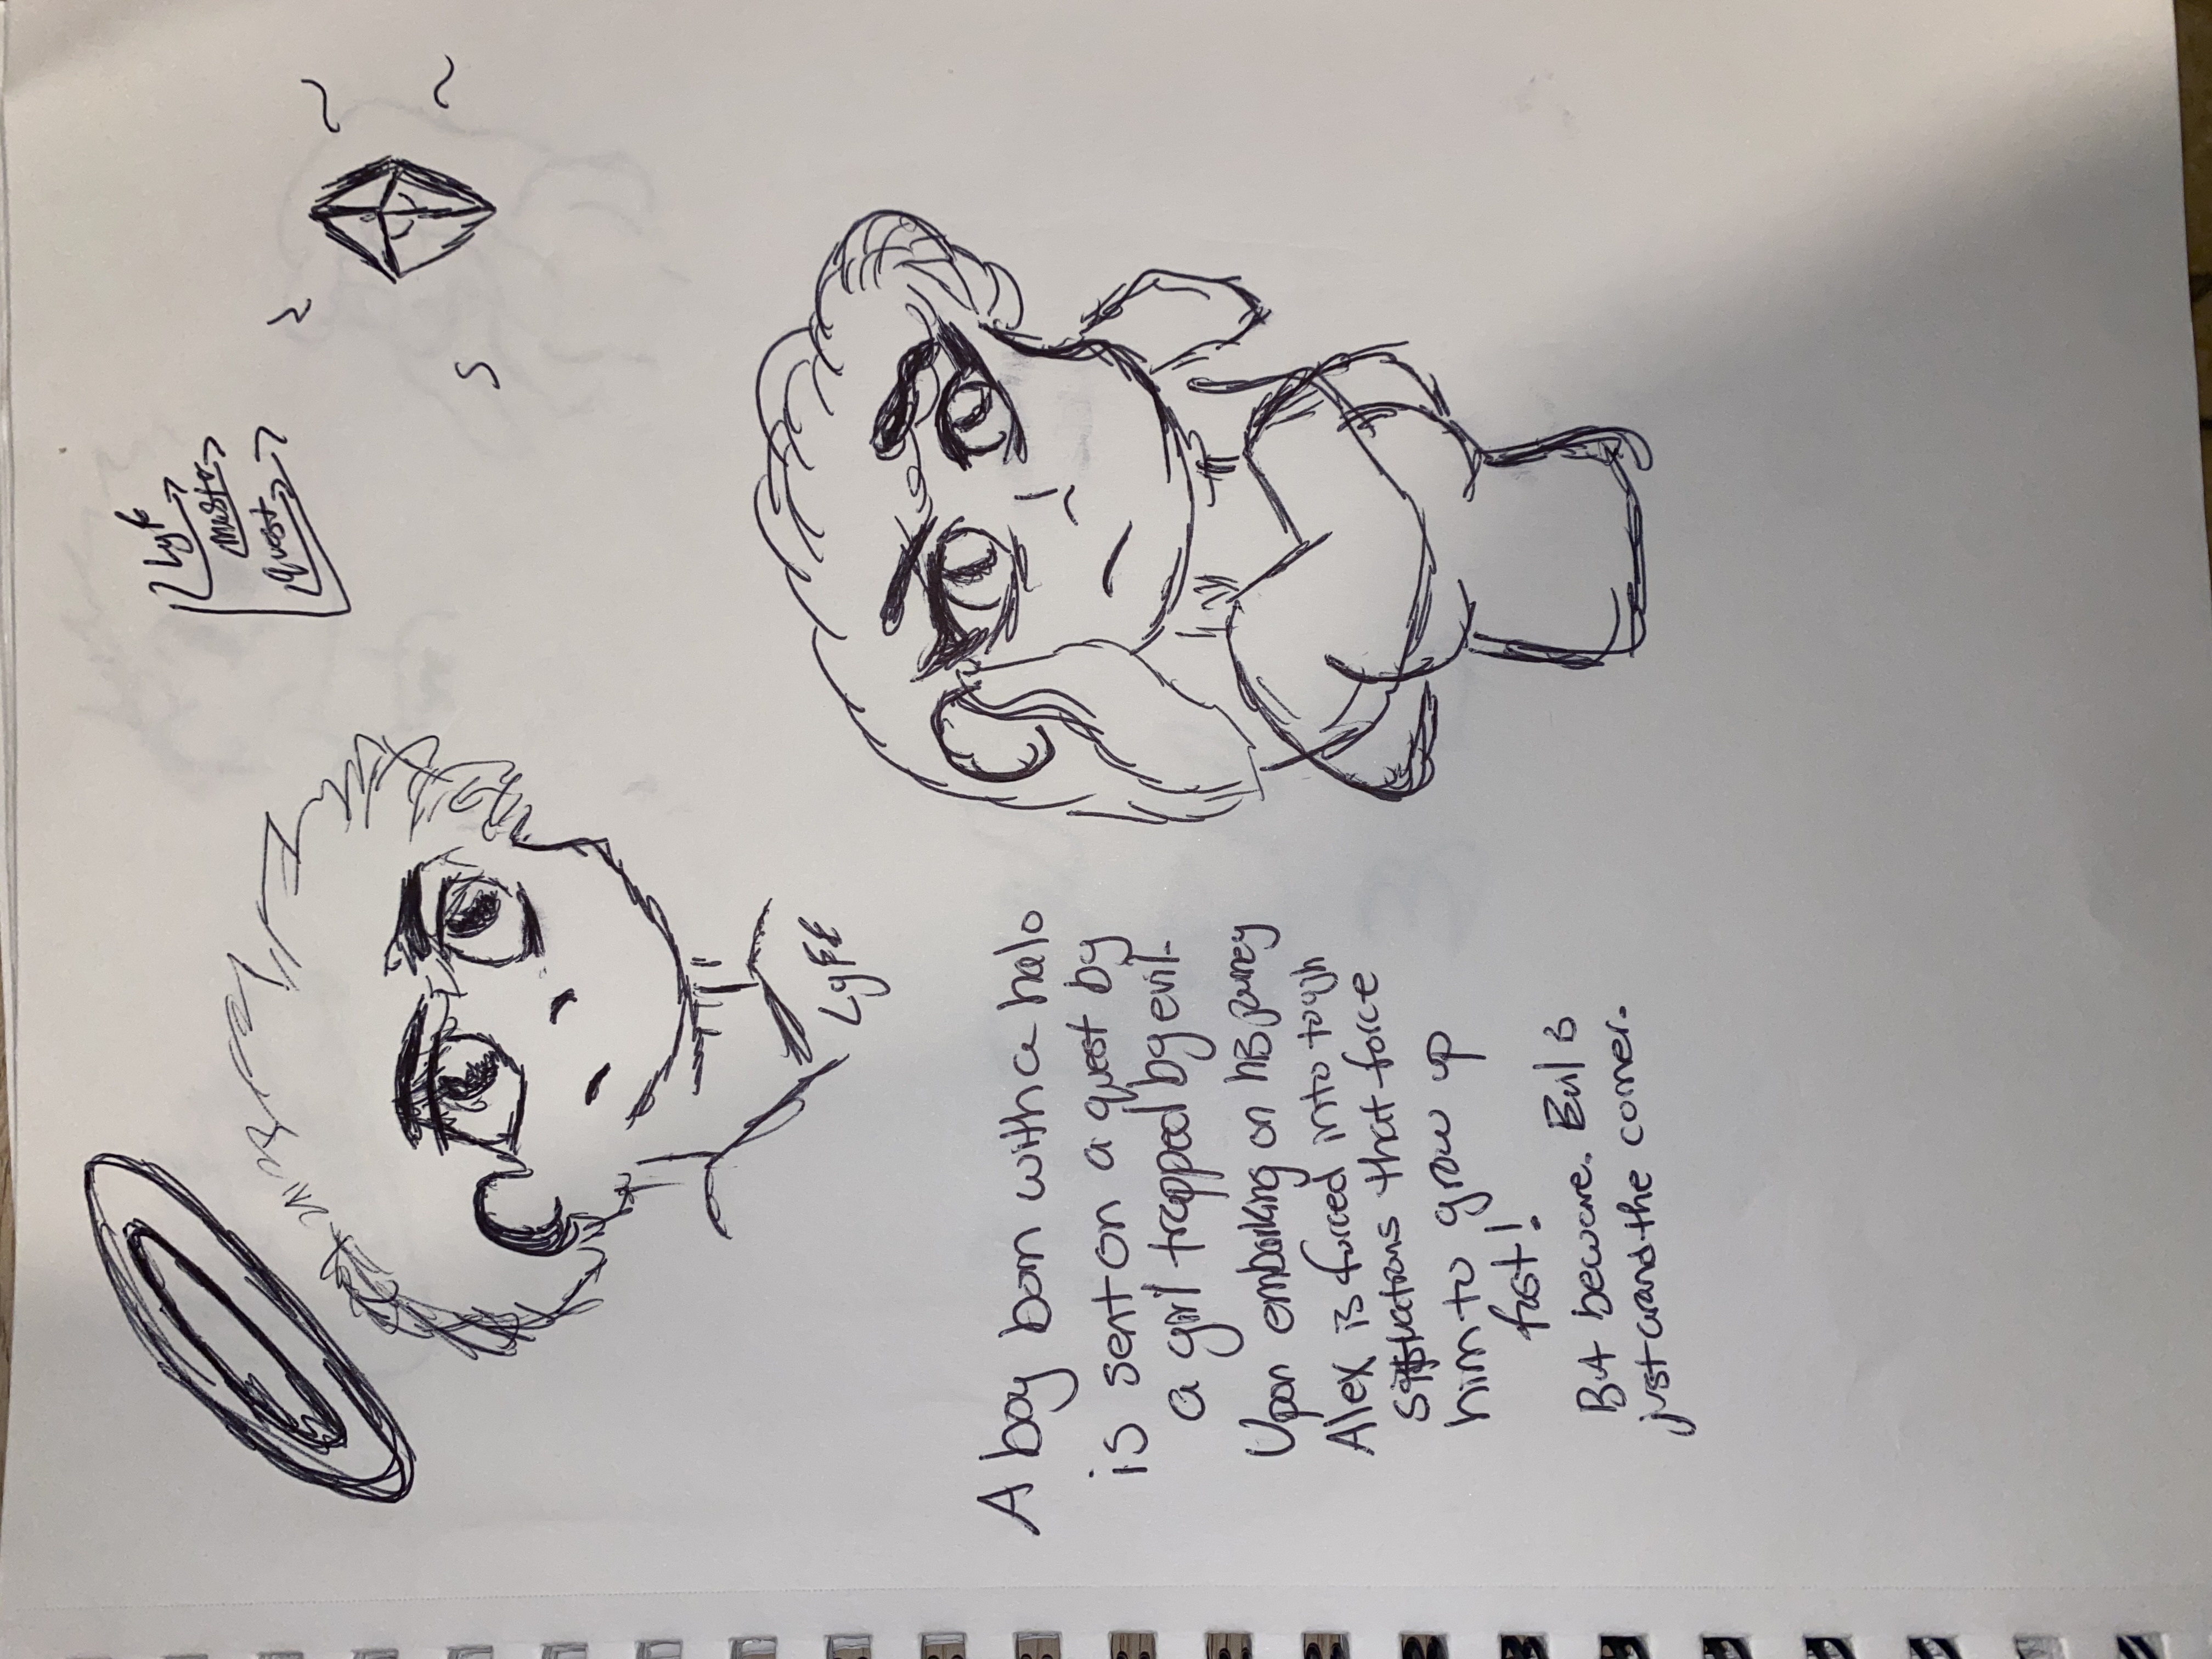 Lyfe
Master
quest
Lyfe
A boy born with a halo
is sent on a quest by
a girl trapped by evil.
Upon embarking on his journey
Alex is forced into tough
situations that force
him to grow up
fast!
But beware. Evil is
just around the corner.